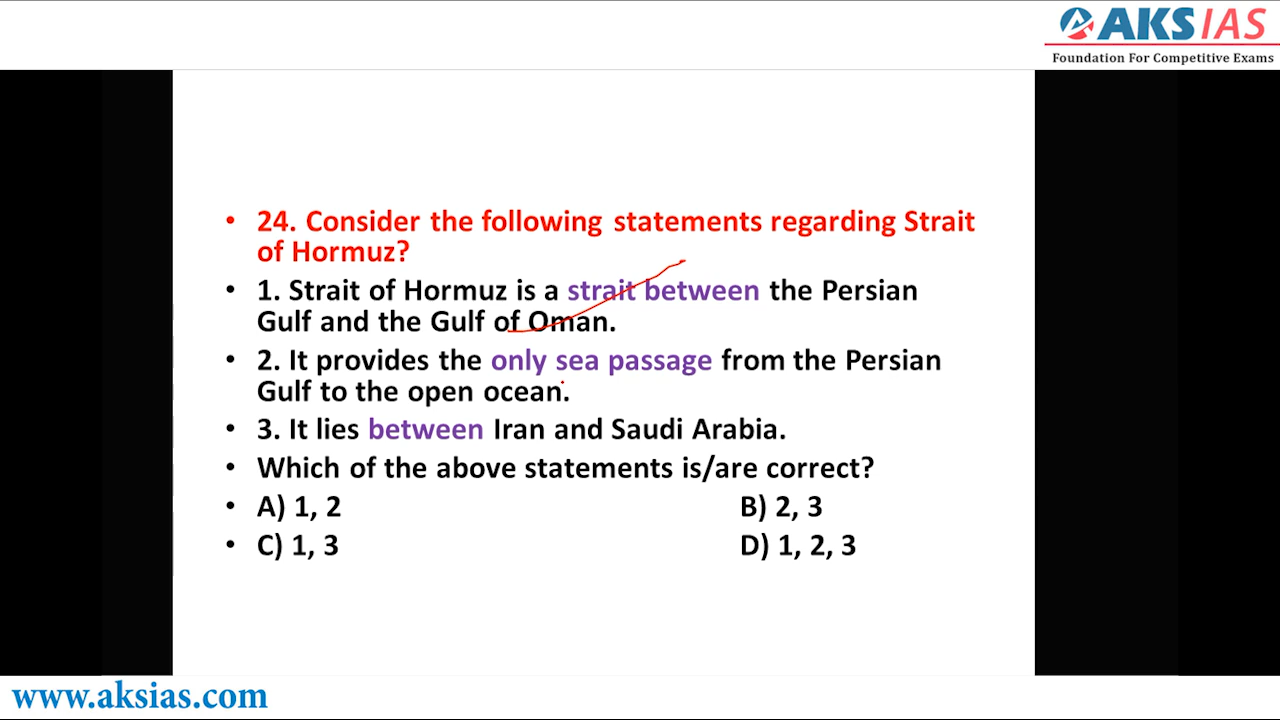 AKS IAS
Foundation For Competitive Exams
• 24. Consider the following statements regarding Strait
of Hormuz?
• 1. Strait of Hormuz is a strait between the Persian
Gulf and the Gulf of Oman.
• 2. It provides the only sea passage from the Persian
Gulf to the open ocean.
• 3. It lies between Iran and Saudi Arabia.
• Which of the above statements is/are correct?
• A) 1, 2 B) 2, 3
• C) 1, 3 D) 1, 2, 3
www.aksias.com